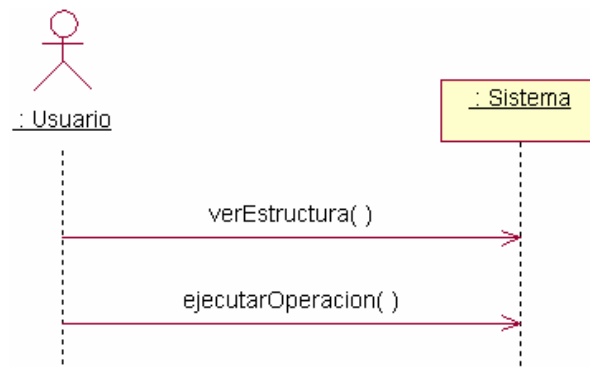 : Usuario
: Sistema
verEstructura( )
ejecutarOperacion( )